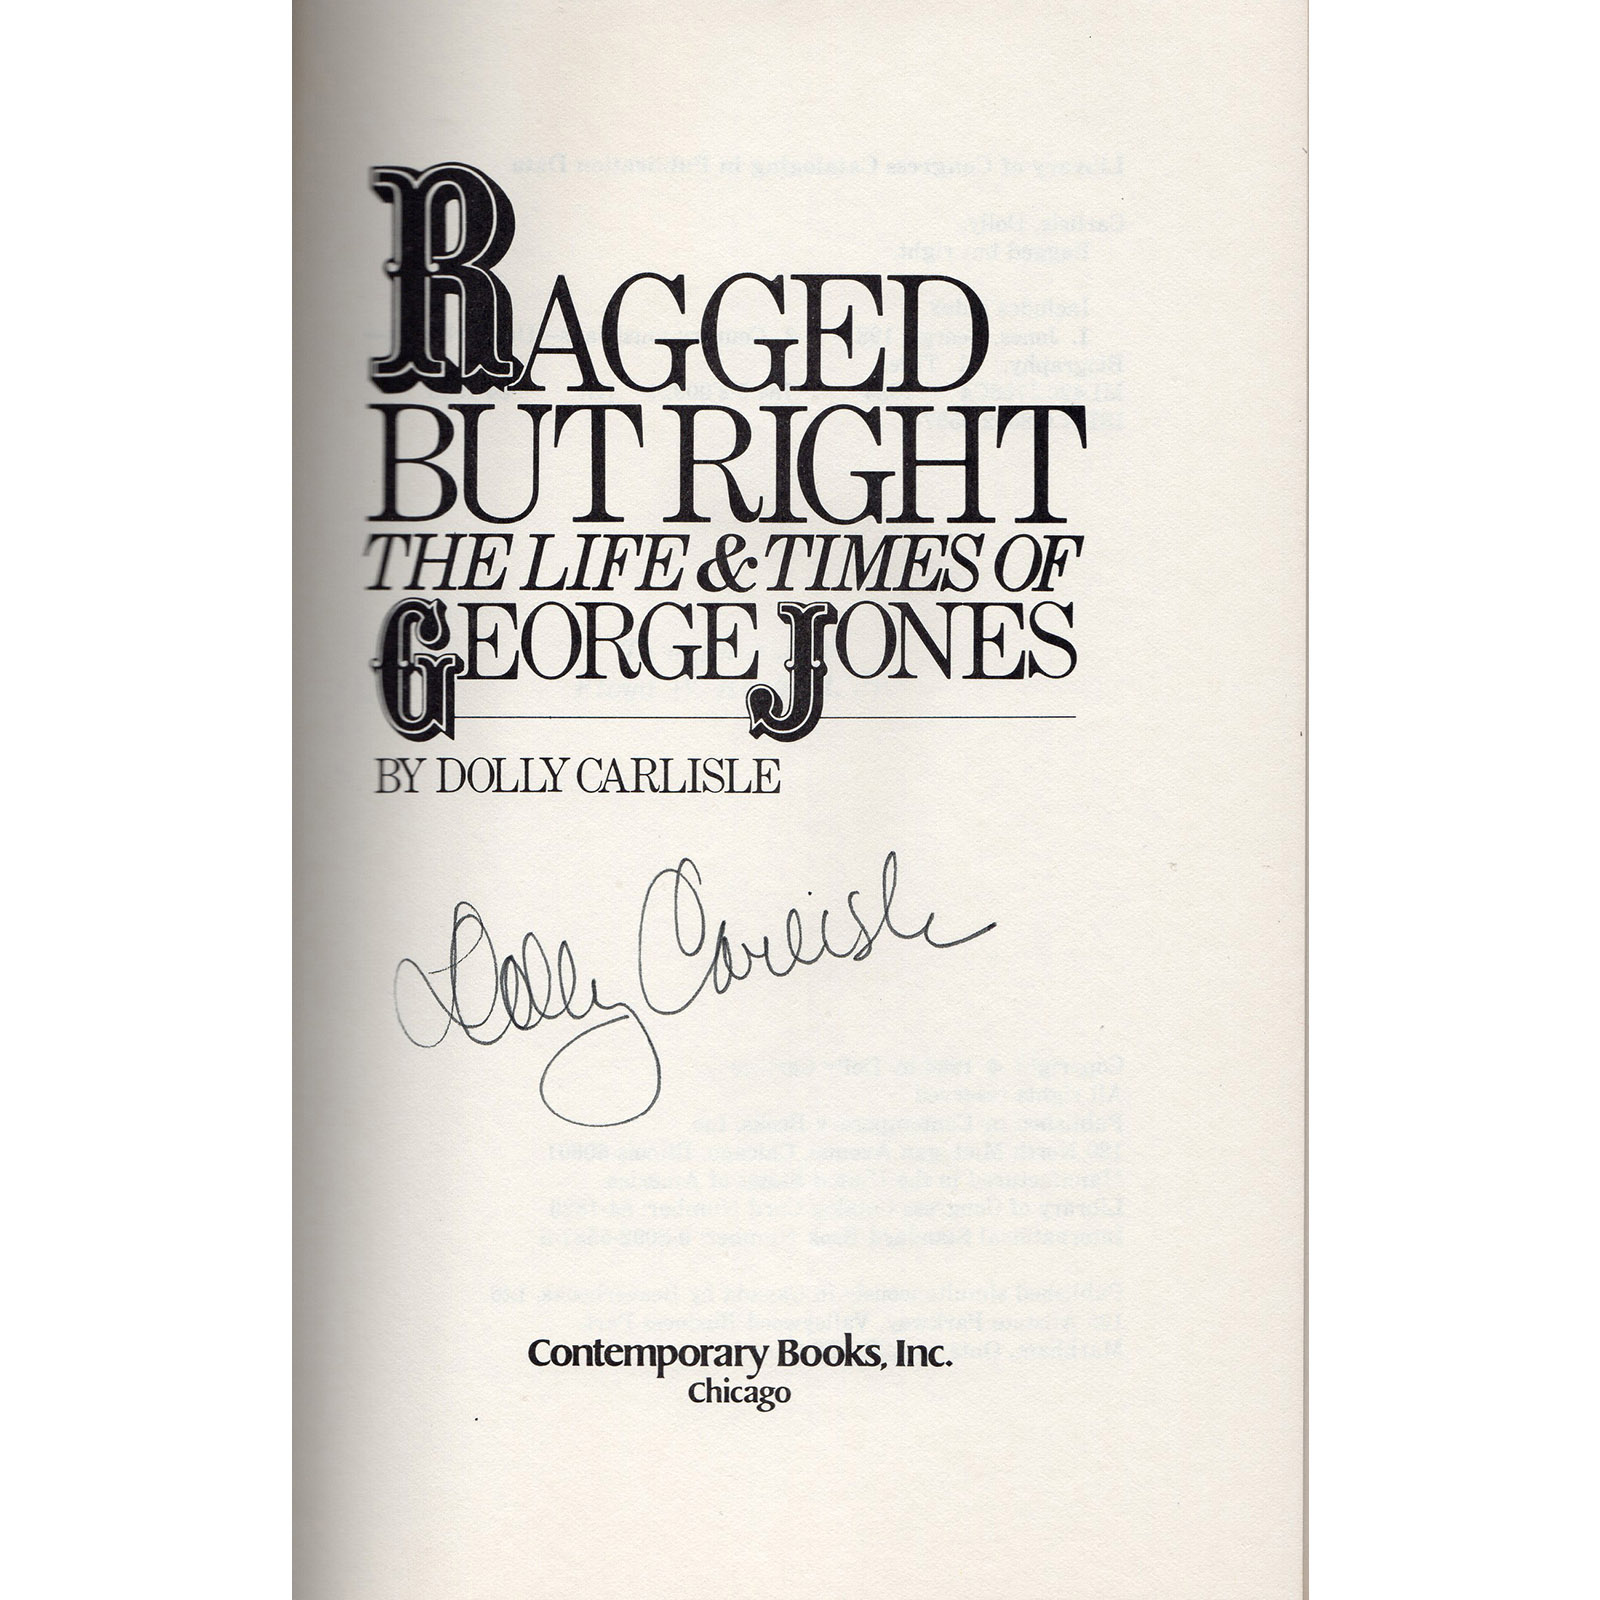 RAGGED
BUT RIGHT
THE LIFE & TIMES OF
GEORGE JONES
BY DOLLY CARLISLE
Dolly Carlisle
Contemporary Books, Inc.
Chicago